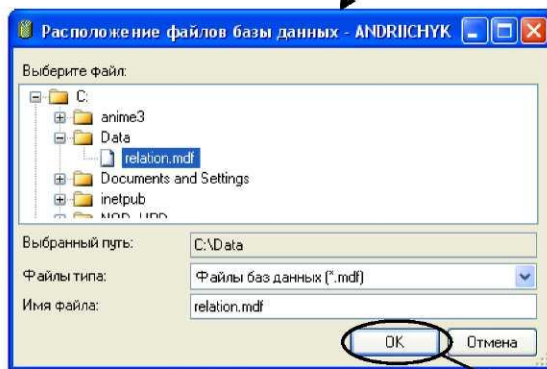 Расположение файлов базы данных - ANDRIICHYK
Выберите файл:
C:
anime3
Data
relation.mdf
Documents and Settings
inetpub
Выбранный путь: C:\Data
Файлы типа: Файлы баз данных (*.mdf)
Имя файла: relation.mdf
OK Отмена